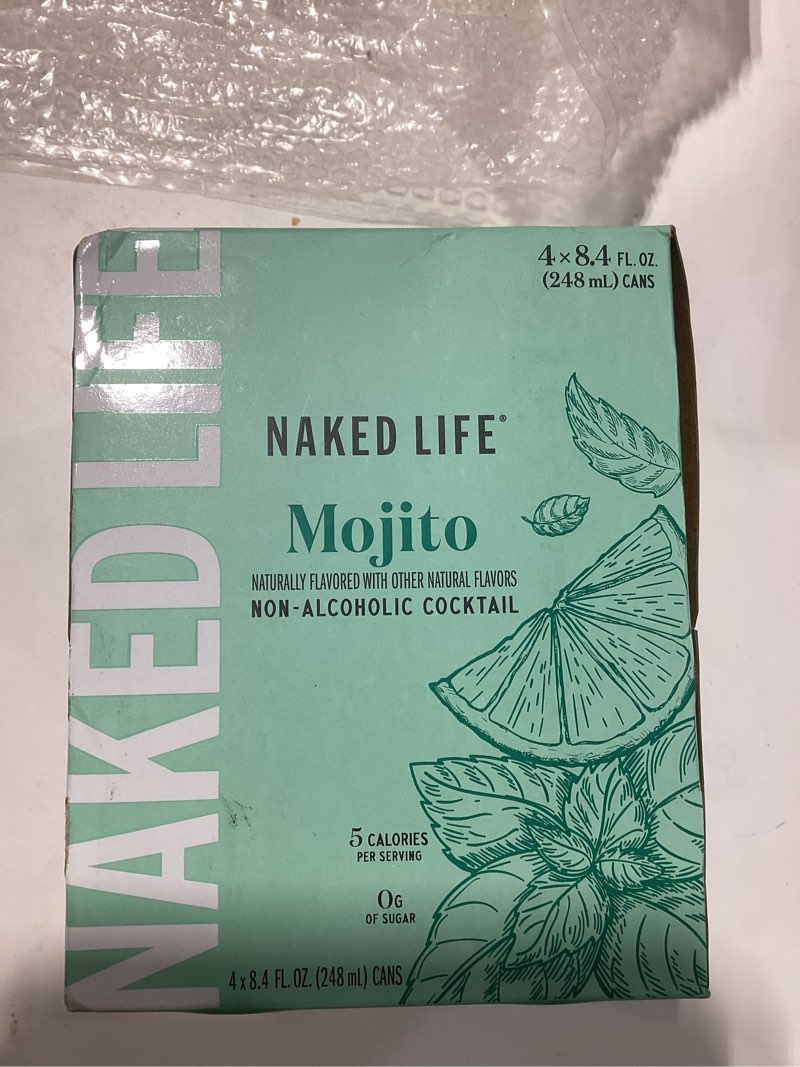 4 × 8.4 FL. OZ.
(248 mL) CANS
NAKED LIFE
NAKED LIFE®
Mojito
NATURALLY FLAVORED WITH OTHER NATURAL FLAVORS
NON-ALCOHOLIC COCKTAIL
5 CALORIES
PER SERVING
0G
OF SUGAR
4 x 8.4 FL. OZ. (248 mL) CANS